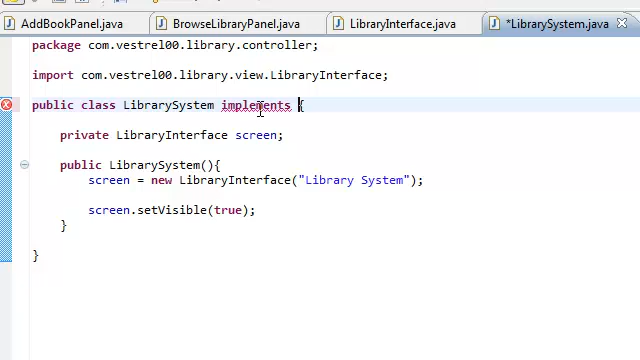 AddBookPanel.java BrowseLibraryPanel.java LibraryInterface.java *LibrarySystem.java
package com.vestrel00.library.controller;
import com.vestrel00.library.view.LibraryInterface;
public class LibrarySystem implements {
private LibraryInterface screen;
public LibrarySystem(){
screen = new LibraryInterface("Library System");
screen.setVisible(true);
}
}